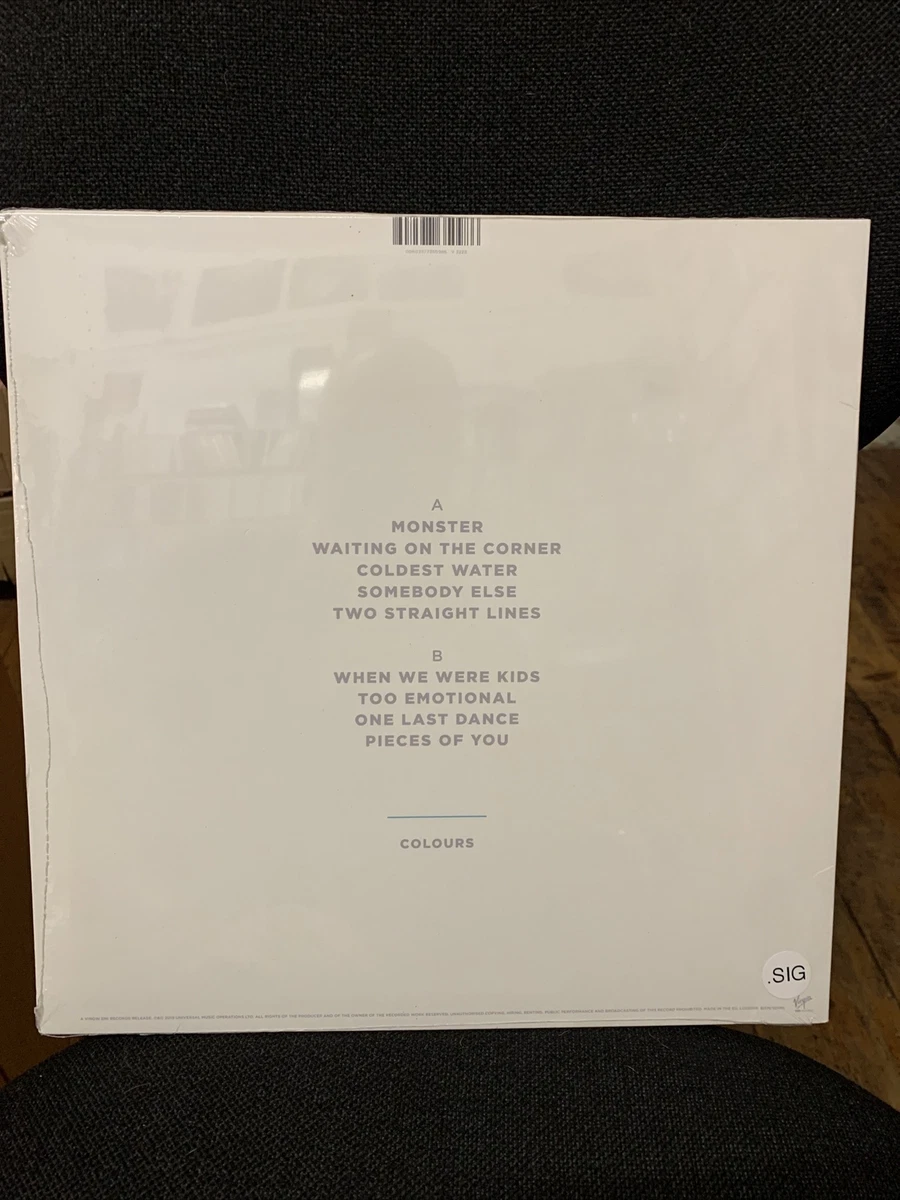 A
MONSTER
WAITING ON THE CORNER
COLDEST WATER
SOMEBODY ELSE
TWO STRAIGHT LINES
B
WHEN WE WERE KIDS
TOO EMOTIONAL
ONE LAST DANCE
PIECES OF YOU
COLOURS
.SIG
Virgin